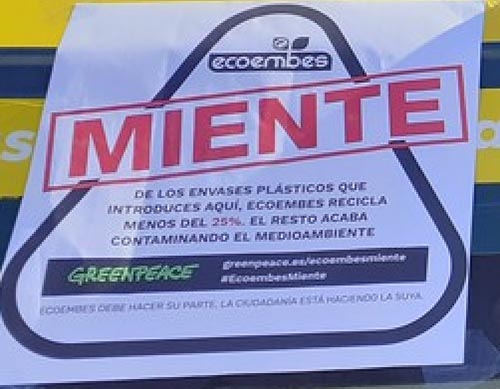 ecoembes
MIENTE
DE LOS ENVASES PLÁSTICOS QUE
INTRODUCES AQUÍ, ECOEMBES RECICLA
MENOS DEL 25%. EL RESTO ACABA
CONTAMINANDO EL MEDIOAMBIENTE
GREENPEACE
greenpeace.es/ecoembesmiente
#EcoembesMiente
ECOEMBES DEBE HACER SU PARTE, LA CIUDADANÍA ESTÁ HACIENDO LA SUYA.